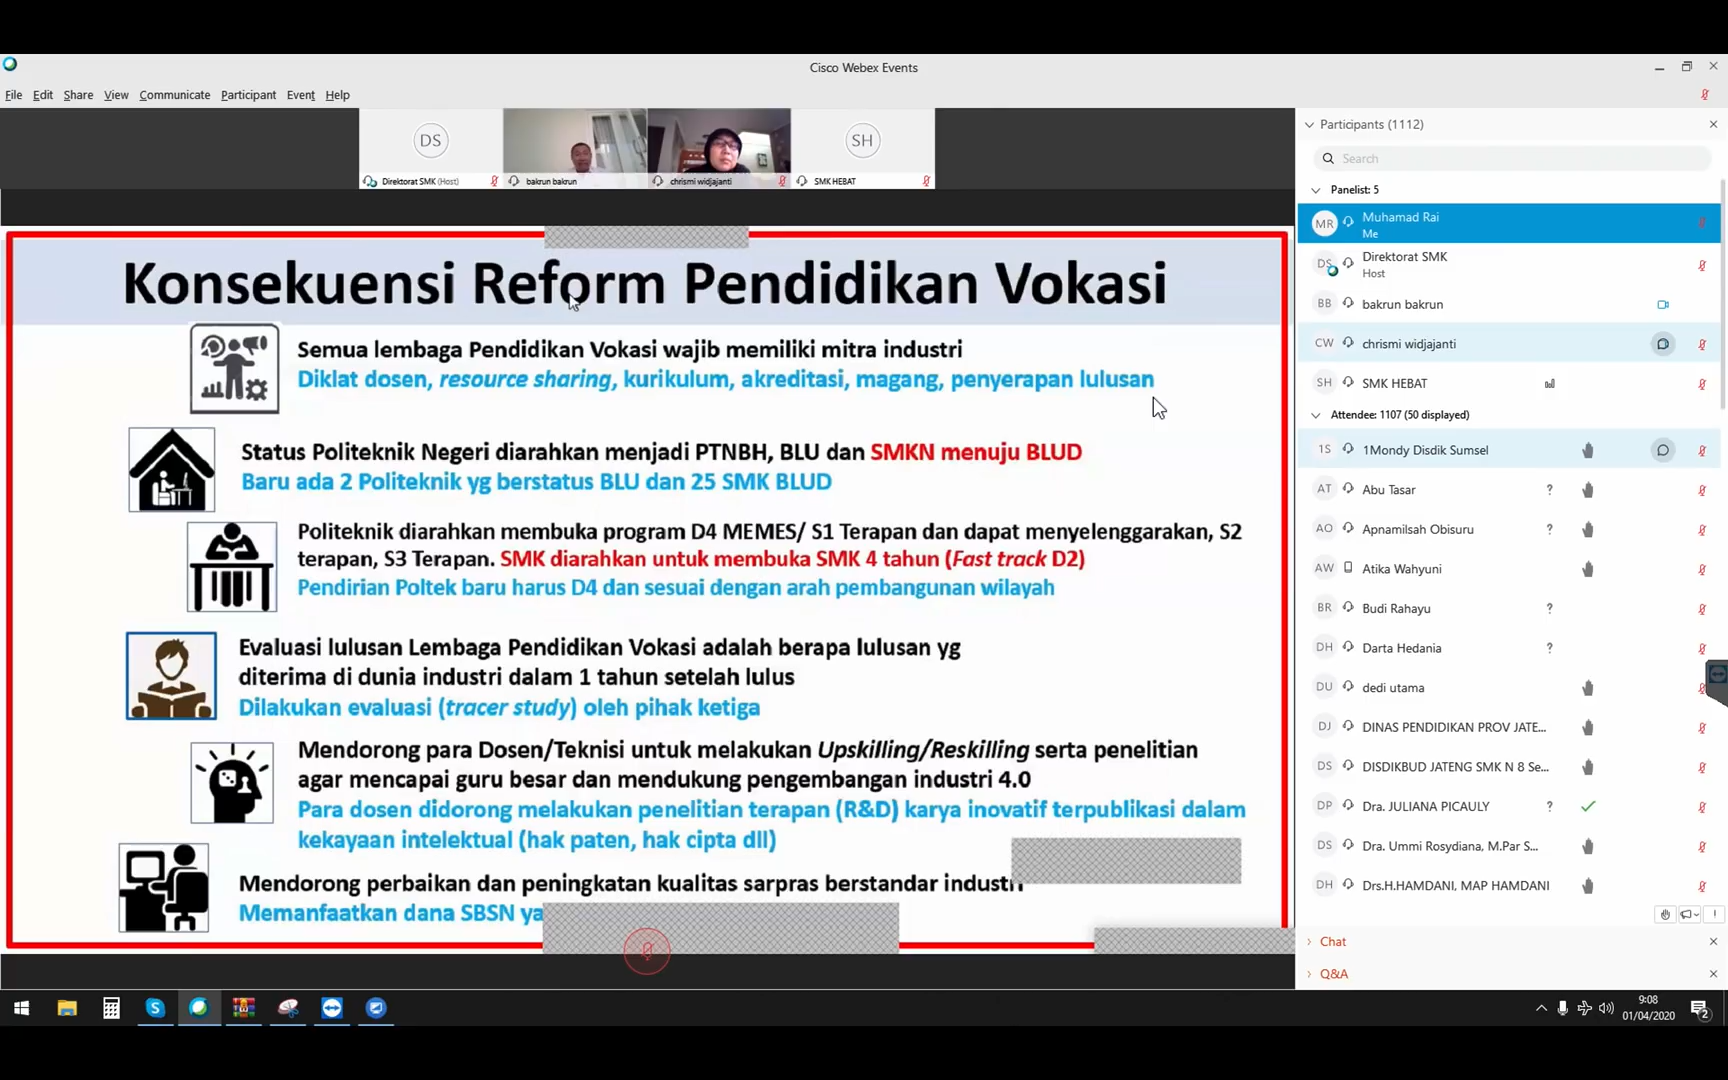 Cisco Webex Events
File Edit Share View Communicate Participant Event Help
DS
SH
Direktorat SMK (Host)
bakrun bakrun
chrismi widjajanti
SMK HEBAT
Konsekuensi Reform Pendidikan Vokasi
Semua lembaga Pendidikan Vokasi wajib memiliki mitra industri
Diklat dosen, resource sharing, kurikulum, akreditasi, magang, penyerapan lulusan
Status Politeknik Negeri diarahkan menjadi PTNBH, BLU dan SMKN menuju BLUD
Baru ada 2 Politeknik yg berstatus BLU dan 25 SMK BLUD
Politeknik diarahkan membuka program D4 MEMES/ S1 Terapan dan dapat menyelenggarakan, S2
terapan, S3 Terapan. SMK diarahkan untuk membuka SMK 4 tahun (Fast track D2)
Pendirian Poltek baru harus D4 dan sesuai dengan arah pembangunan wilayah
Evaluasi lulusan Lembaga Pendidikan Vokasi adalah berapa lulusan yg
diterima di dunia industri dalam 1 tahun setelah lulus
Dilakukan evaluasi (tracer study) oleh pihak ketiga
Mendorong para Dosen/Teknisi untuk melakukan Upskilling/Reskilling serta penelitian
agar mencapai guru besar dan mendukung pengembangan industri 4.0
Para dosen didorong melakukan penelitian terapan (R&D) karya inovatif terpublikasi dalam
kekayaan intelektual (hak paten, hak cipta dll)
Mendorong perbaikan dan peningkatan kualitas sarpras berstandar industri
Memanfaatkan dana SBSN
Participants (1112)
Search
Panelist: 5
MR Muhamad Rai
Me
DS Direktorat SMK
Host
BB bakrun bakrun
CW chrismi widjajanti
SH SMK HEBAT
Attendee: 1107 (50 displayed)
1S 1Mondy Disdik Sumsel
AT Abu Tasar ?
AO Apnamilsah Obisuru ?
AW Atika Wahyuni
BR Budi Rahayu ?
DH Darta Hedania ?
DU dedi utama
DJ DINAS PENDIDIKAN PROV JATE...
DS DISDIKBUD JATENG SMK N 8 Se...
DP Dra. JULIANA PICAULY ?
DS Dra. Ummi Rosydiana, M.Par S...
DH Drs.H.HAMDANI, MAP HAMDANI
Chat
Q&A
9:08
01/04/2020
2